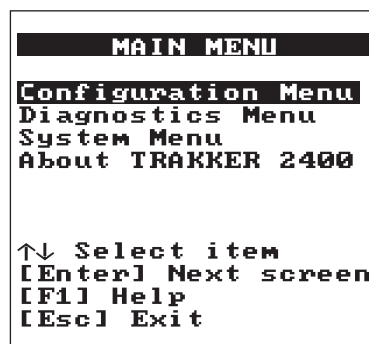 MAIN MENU
Configuration Menu
Diagnostics Menu
System Menu
About TRAKKER 2400
↑↓ Select item
[Enter] Next screen
[F1] Help
[Esc] Exit